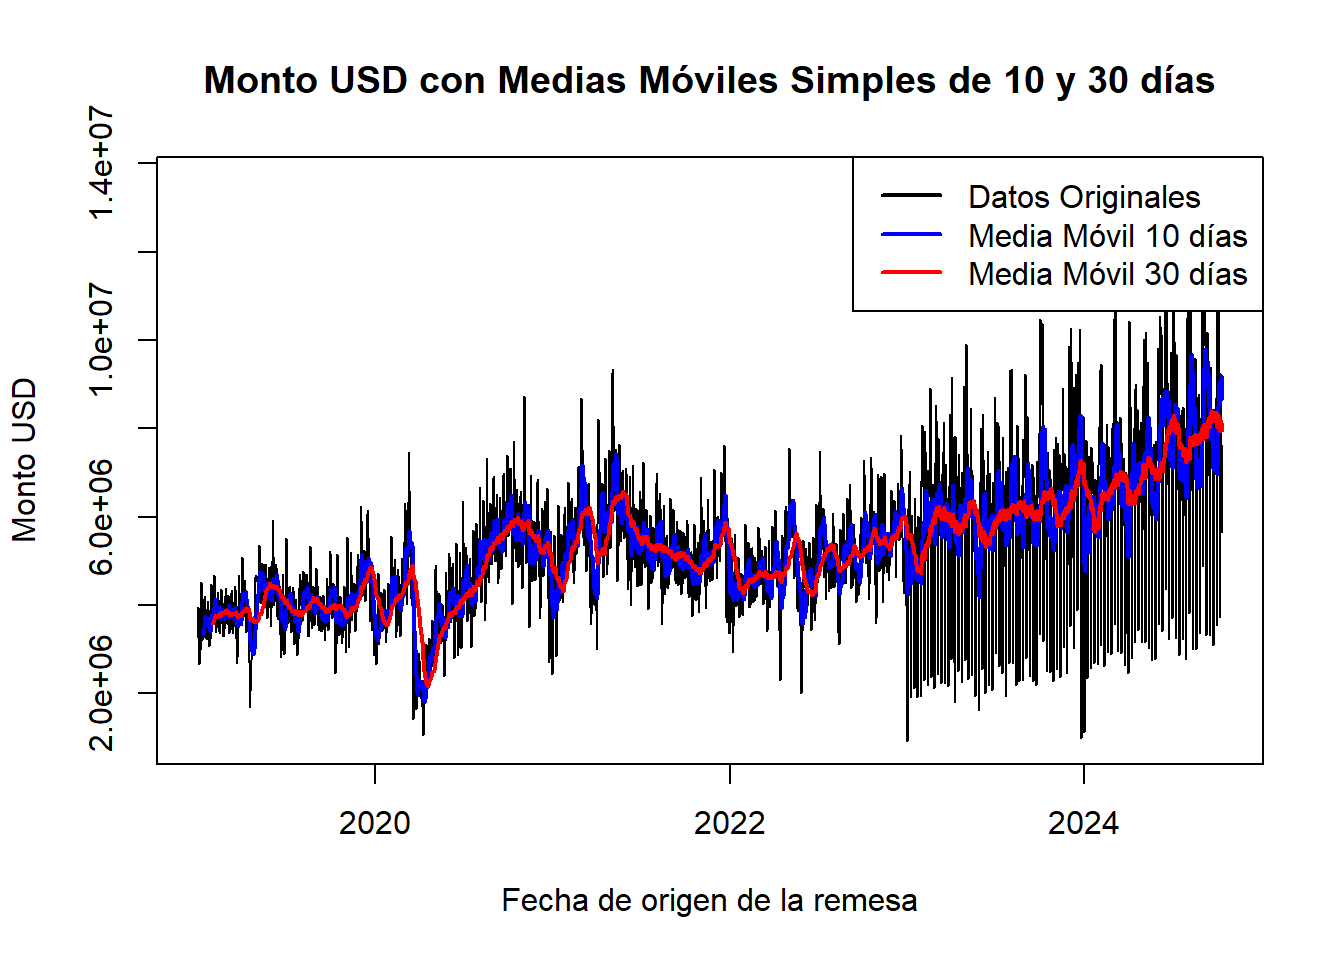 Monto USD con Medias Móviles Simples de 10 y 30 días
Datos Originales
Media Móvil 10 días
Media Móvil 30 días
Monto USD
1.4e+07
1.0e+07
6.0e+06
2.0e+06
2020
2022
2024
Fecha de origen de la remesa